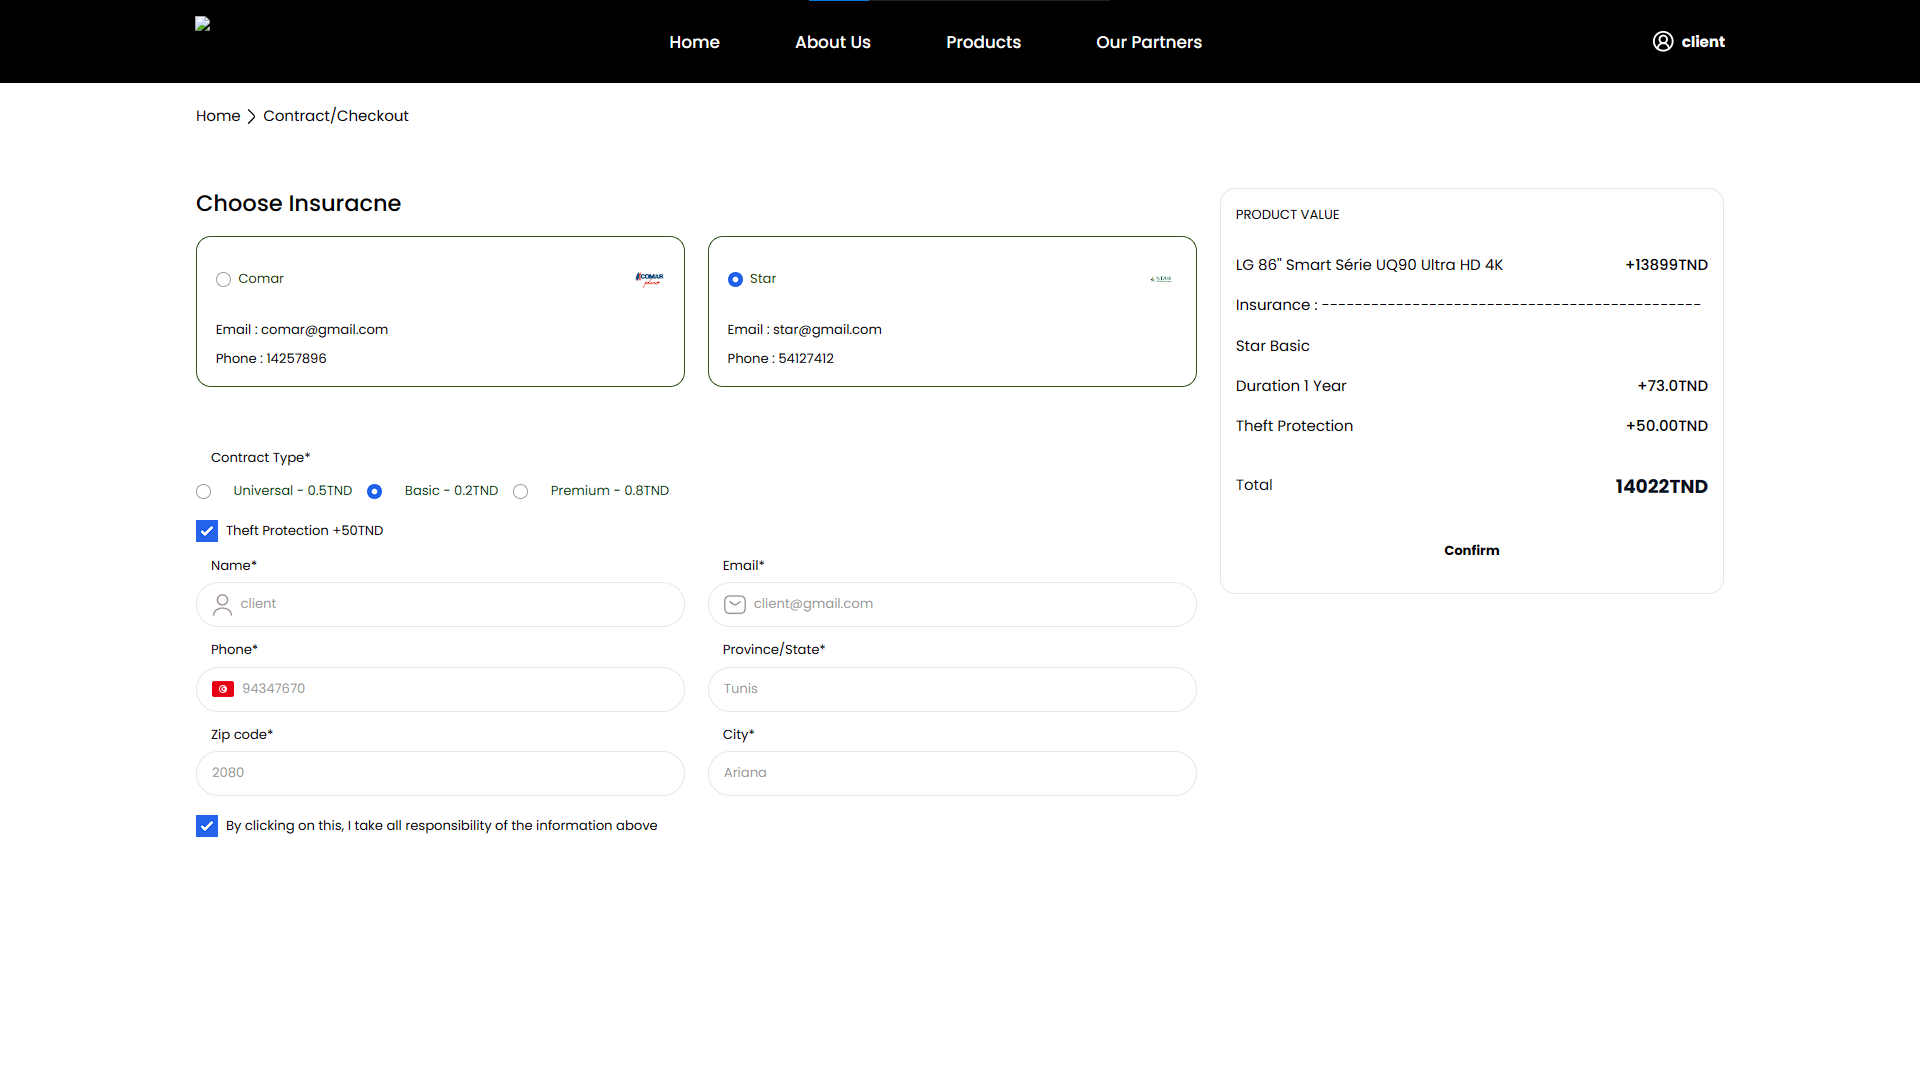 Home About Us Products Our Partners client
Home > Contract/Checkout
Choose Insuracne
Comar
COMAR
Email : comar@gmail.com
Phone : 14257896
Star
STAR
Email : star@gmail.com
Phone : 54127412
Contract Type*
Universal - 0.5TND Basic - 0.2TND Premium - 0.8TND
Theft Protection +50TND
Name*
client
Email*
client@gmail.com
Phone*
94347670
Province/State*
Tunis
Zip code*
2080
City*
Ariana
By clicking on this, I take all responsibility of the information above
PRODUCT VALUE
LG 86" Smart Série UQ90 Ultra HD 4K +13899TND
Insurance : ----------------------------------------------
Star Basic
Duration 1 Year +73.0TND
Theft Protection +50.00TND
Total 14022TND
Confirm